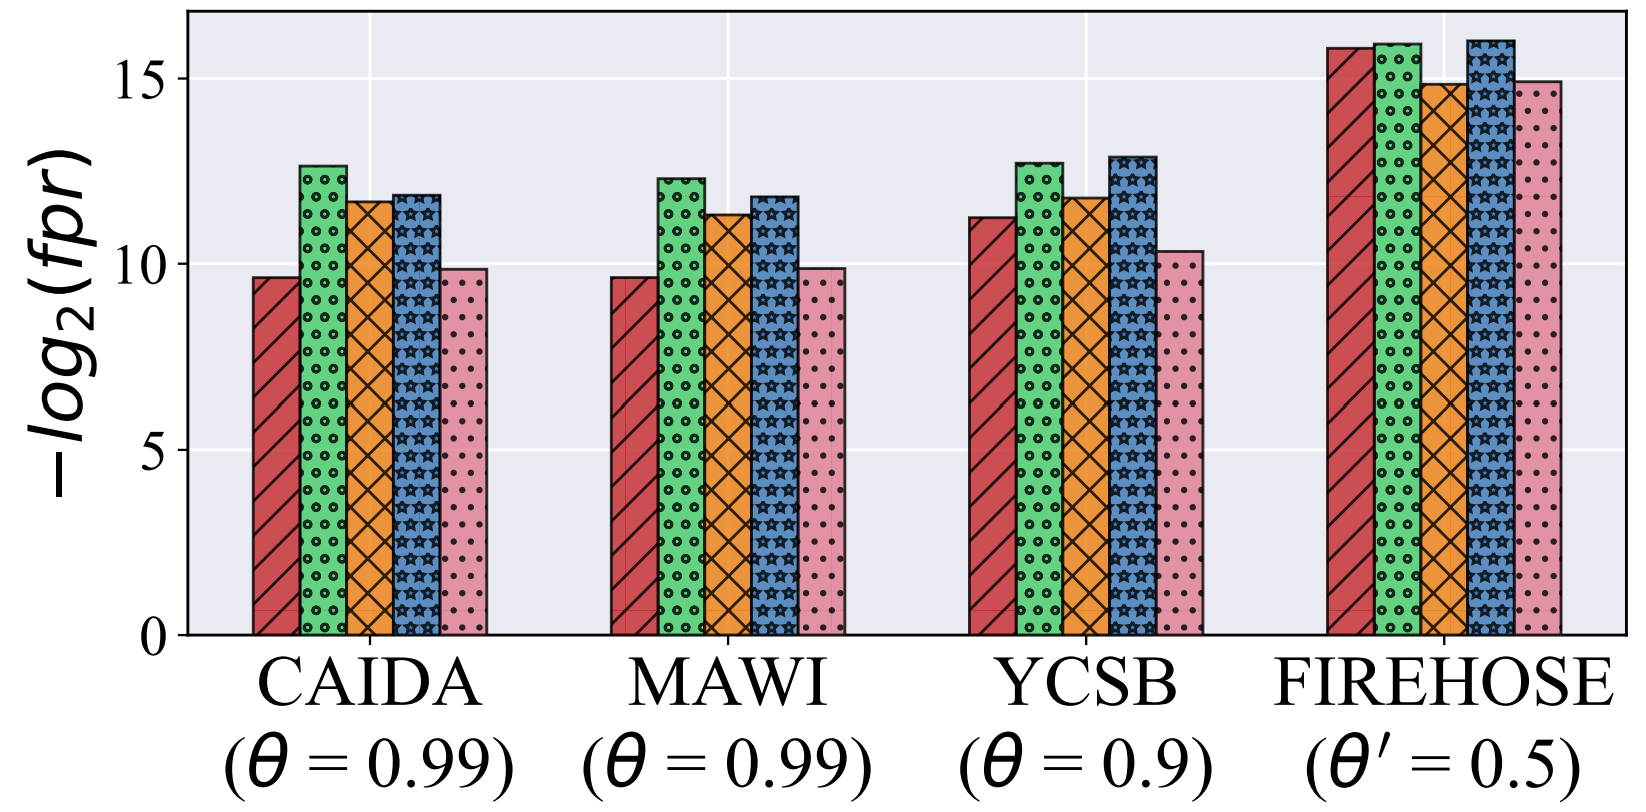 −log₂(fpr)
15
10
5
0
CAIDA
(θ = 0.99)
MAWI
(θ = 0.99)
YCSB
(θ = 0.9)
FIREHOSE
(θ′ = 0.5)